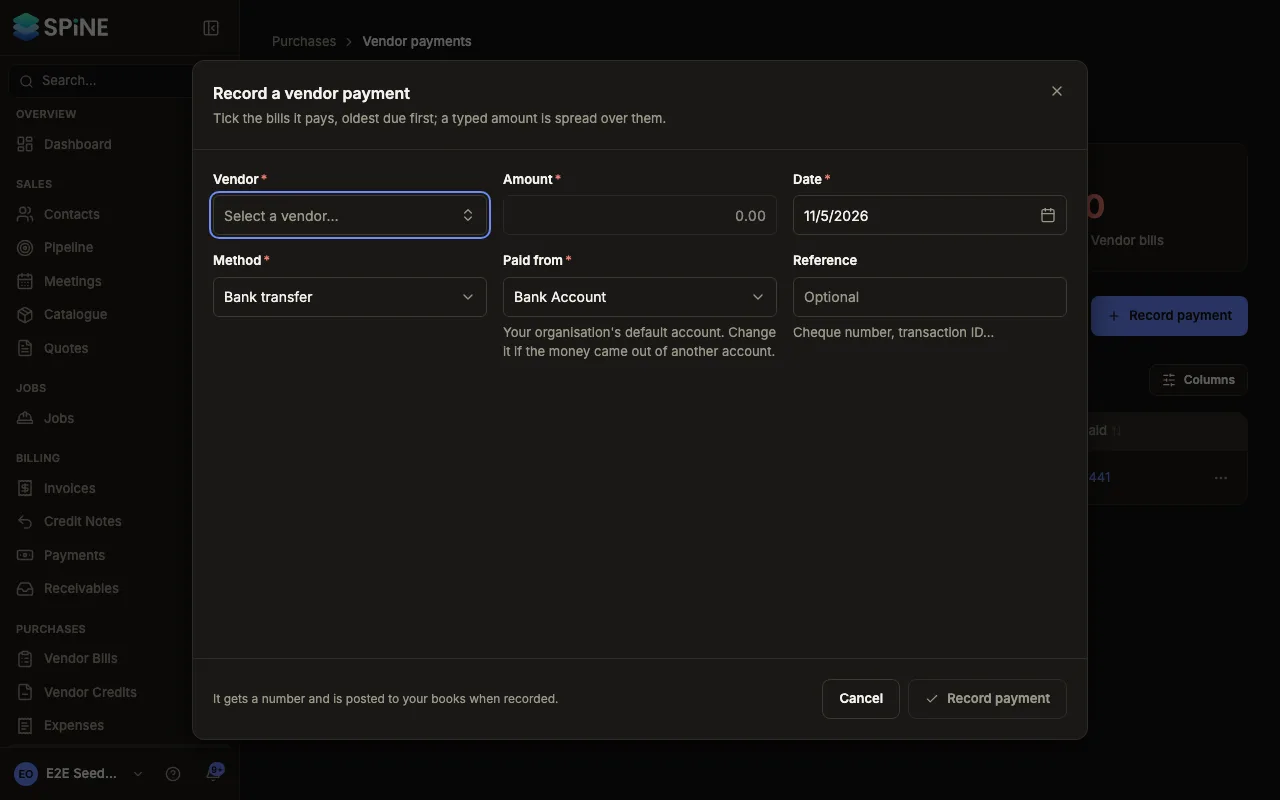 SPiNE
Purchases > Vendor payments
Search...
OVERVIEW
Dashboard
SALES
Contacts
Pipeline
Meetings
Catalogue
Quotes
JOBS
Jobs
BILLING
Invoices
Credit Notes
Payments
Receivables
PURCHASES
Vendor Bills
Vendor Credits
Expenses
EO E2E Seed...
9+
Record a vendor payment
Tick the bills it pays, oldest due first; a typed amount is spread over them.
Vendor* Amount* Date*
Select a vendor... 0.00 11/5/2026
Method* Paid from* Reference
Bank transfer Bank Account Optional
Your organisation's default account. Change
it if the money came out of another account.
Cheque number, transaction ID...
It gets a number and is posted to your books when recorded.
Cancel Record payment
0
Vendor bills
+ Record payment
Columns
aid
441